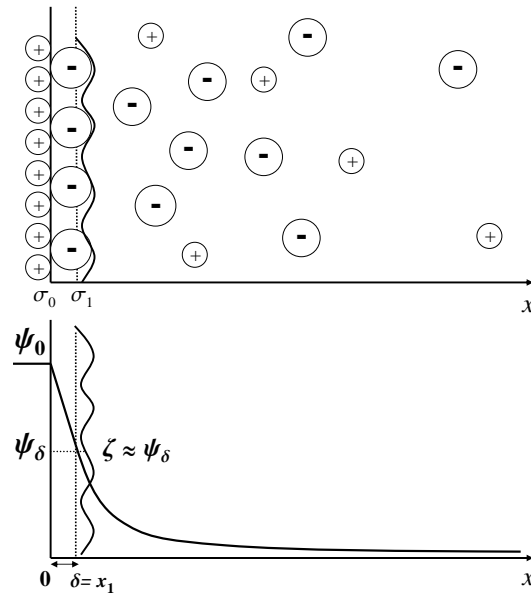 σ₀ σ₁ x
ψ₀
ψδ ζ ≈ ψδ
0 δ= x₁ x